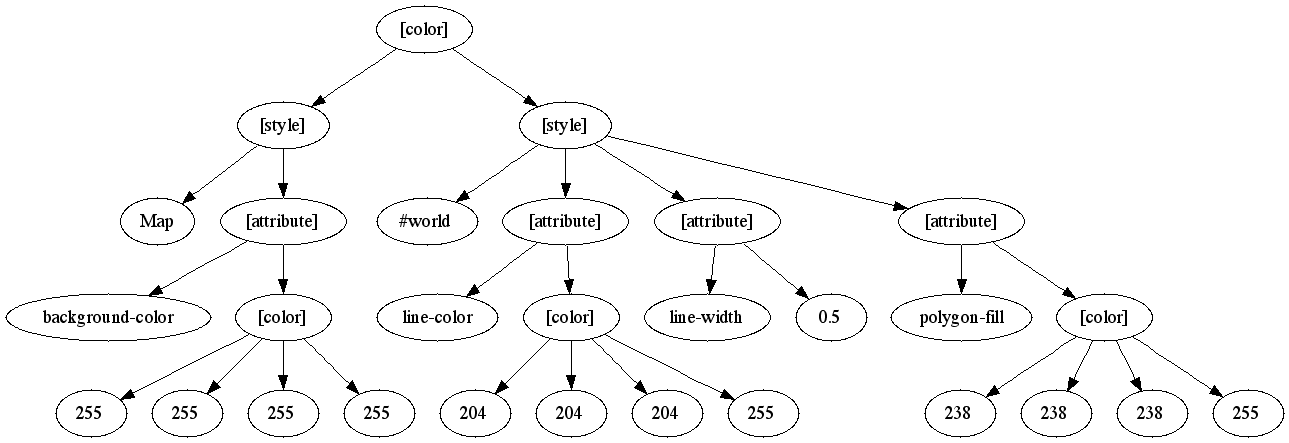 [color]
[style]
[style]
Map
[attribute]
#world
[attribute]
[attribute]
[attribute]
background-color
[color]
line-color
[color]
line-width
0.5
polygon-fill
[color]
255
255
255
255
204
204
204
255
238
238
238
255